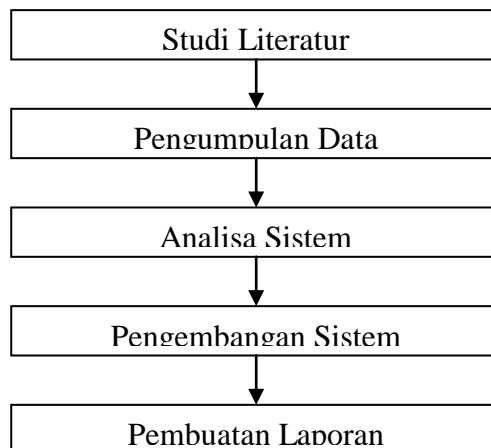 Studi Literatur
Pengumpulan Data
Analisa Sistem
Pengembangan Sistem
Pembuatan Laporan